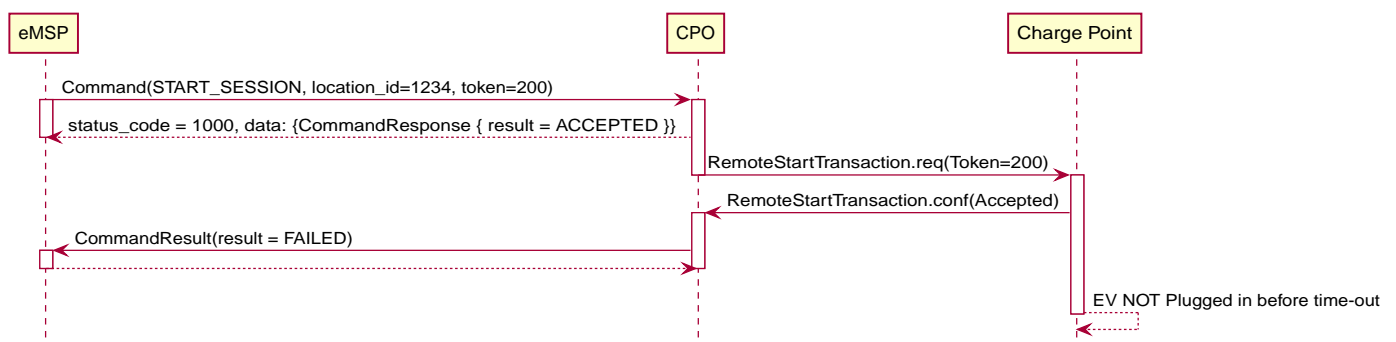 eMSP
CPO
Charge Point
Command(START_SESSION, location_id=1234, token=200)
status_code = 1000, data: {CommandResponse { result = ACCEPTED }}
RemoteStartTransaction.req(Token=200)
RemoteStartTransaction.conf(Accepted)
CommandResult(result = FAILED)
EV NOT Plugged in before time-out